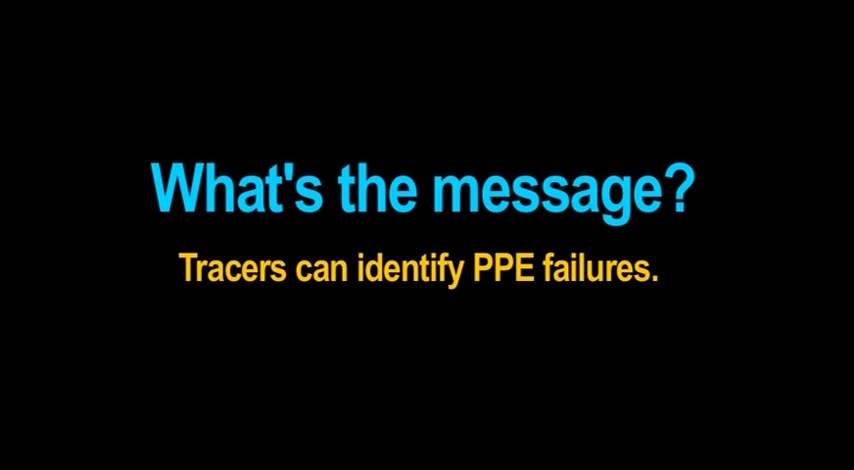 What's the message?
Tracers can identify PPE failures.